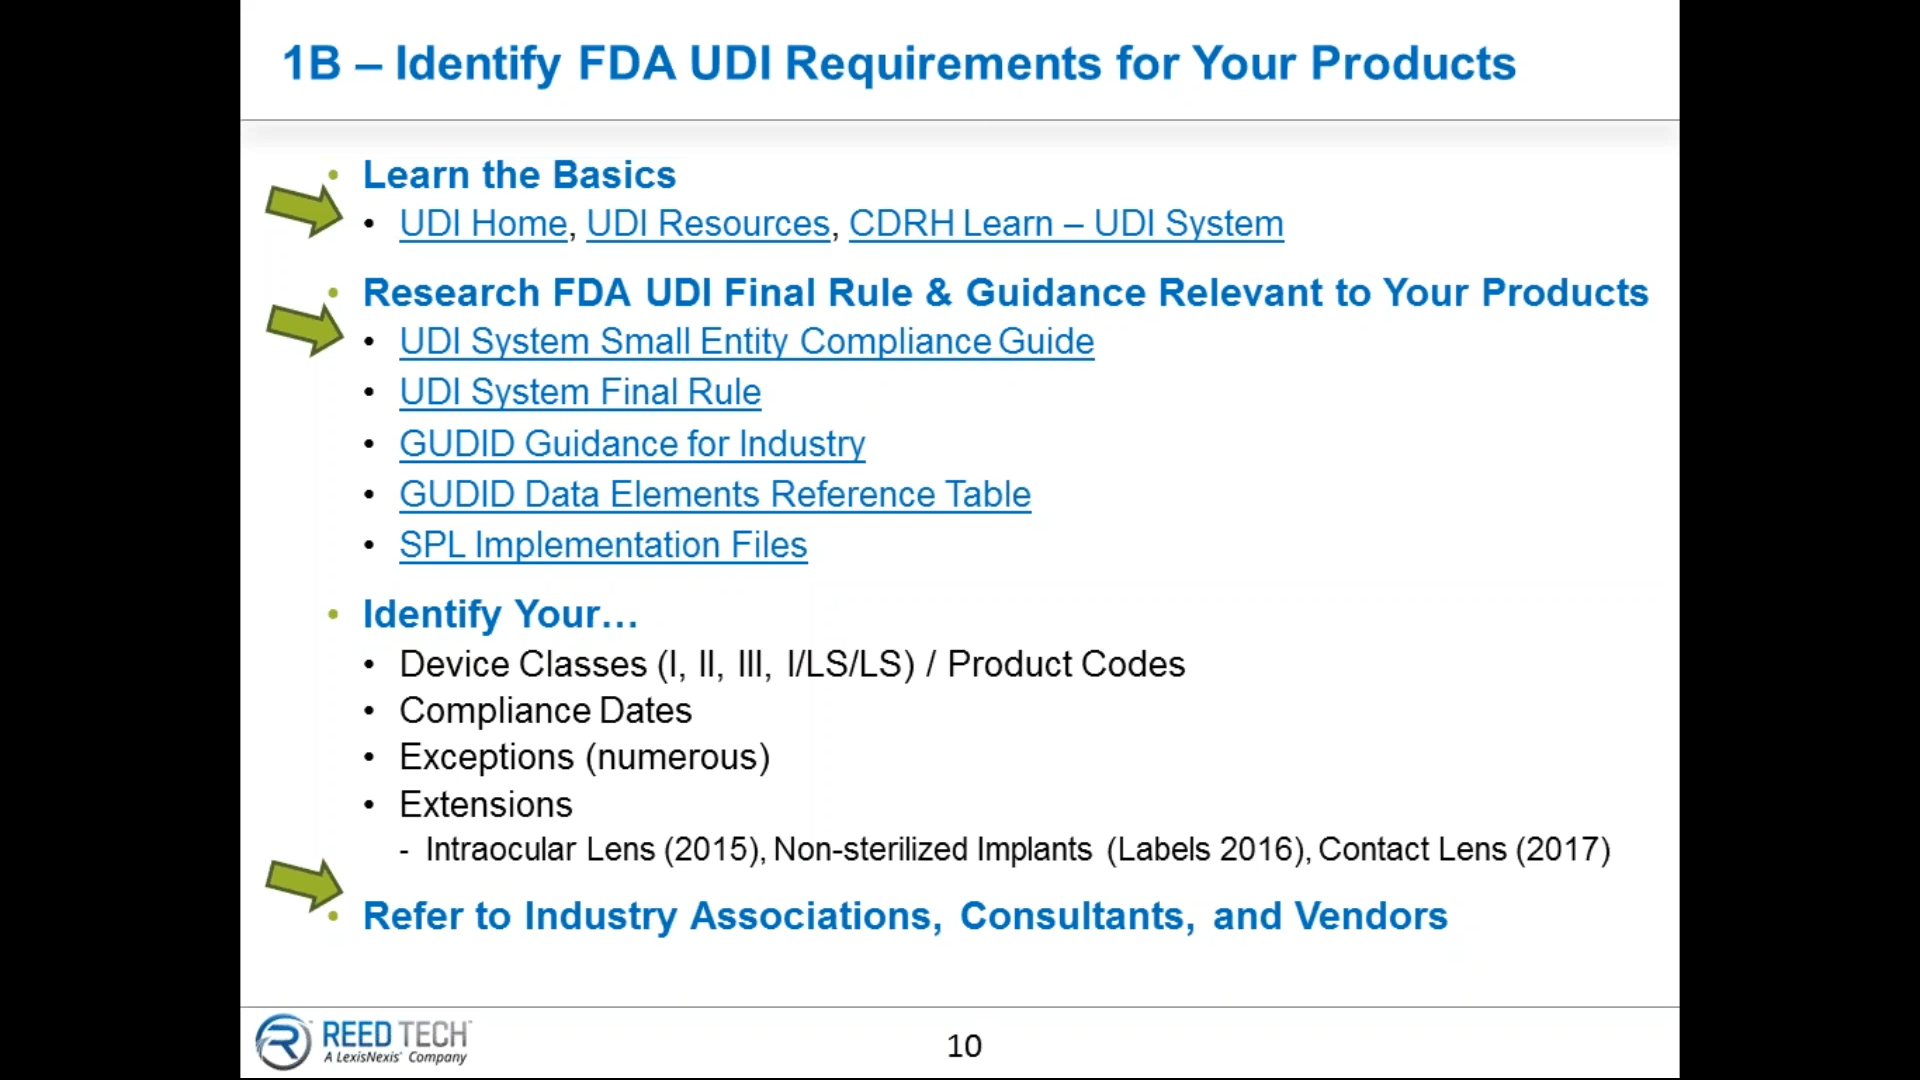 1B – Identify FDA UDI Requirements for Your Products
• Learn the Basics
• UDI Home, UDI Resources, CDRH Learn – UDI System
• Research FDA UDI Final Rule & Guidance Relevant to Your Products
• UDI System Small Entity Compliance Guide
• UDI System Final Rule
• GUDID Guidance for Industry
• GUDID Data Elements Reference Table
• SPL Implementation Files
• Identify Your…
• Device Classes (I, II, III, I/LS/LS) / Product Codes
• Compliance Dates
• Exceptions (numerous)
• Extensions
- Intraocular Lens (2015), Non-sterilized Implants (Labels 2016), Contact Lens (2017)
• Refer to Industry Associations, Consultants, and Vendors
REED TECH™
A LexisNexis® Company
10